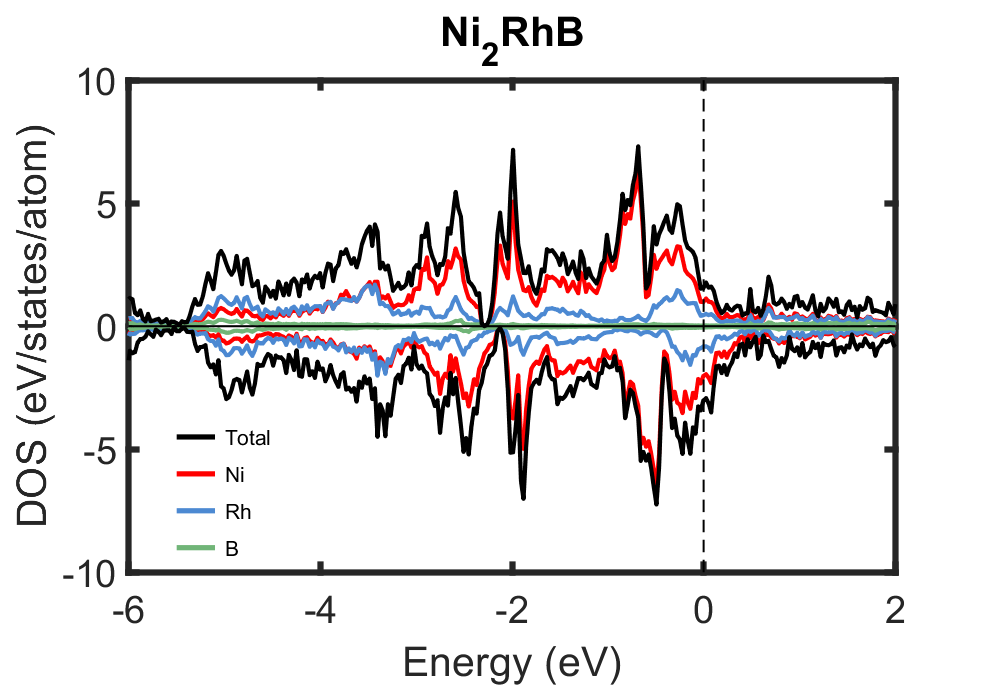 Ni2RhB
DOS (eV/states/atom)
10
5
0
-5
-10
Total
Ni
Rh
B
-6 -4 -2 0 2
Energy (eV)